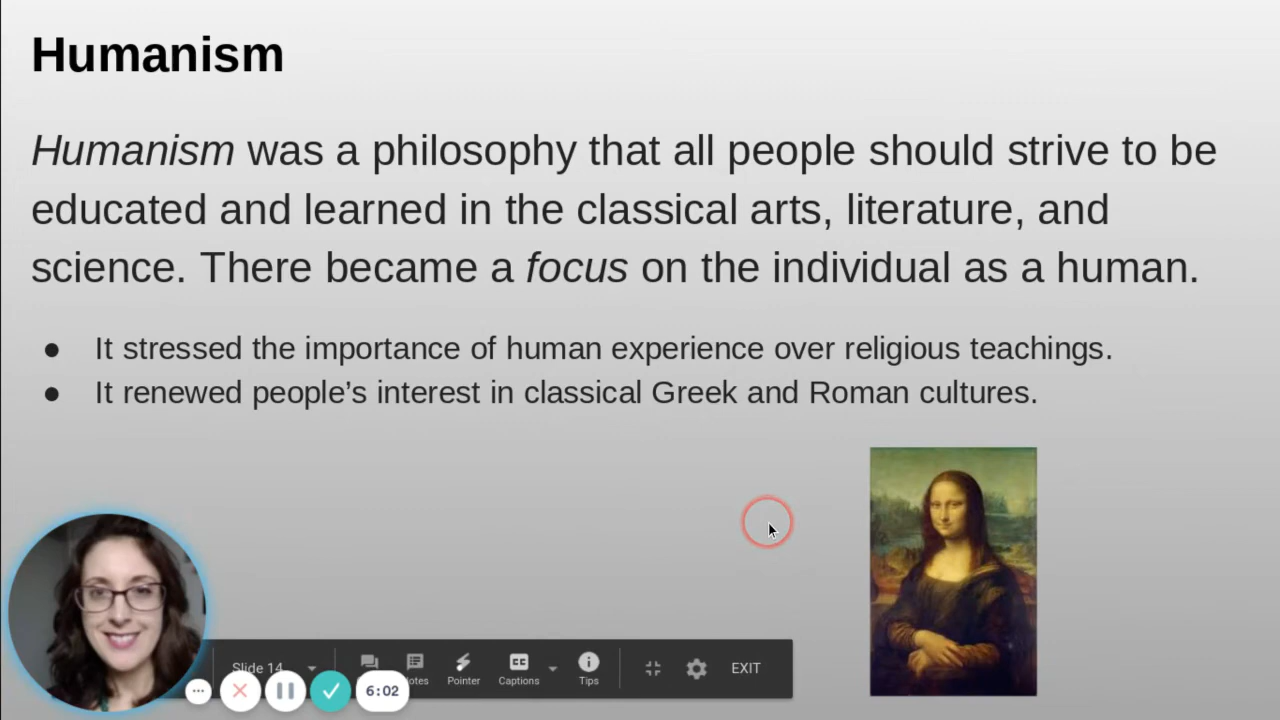 Humanism
Humanism was a philosophy that all people should strive to be
educated and learned in the classical arts, literature, and
science. There became a focus on the individual as a human.
● It stressed the importance of human experience over religious teachings.
● It renewed people’s interest in classical Greek and Roman cultures.
Slide 14
Pointer
Captions
Tips
EXIT
CC
6:02